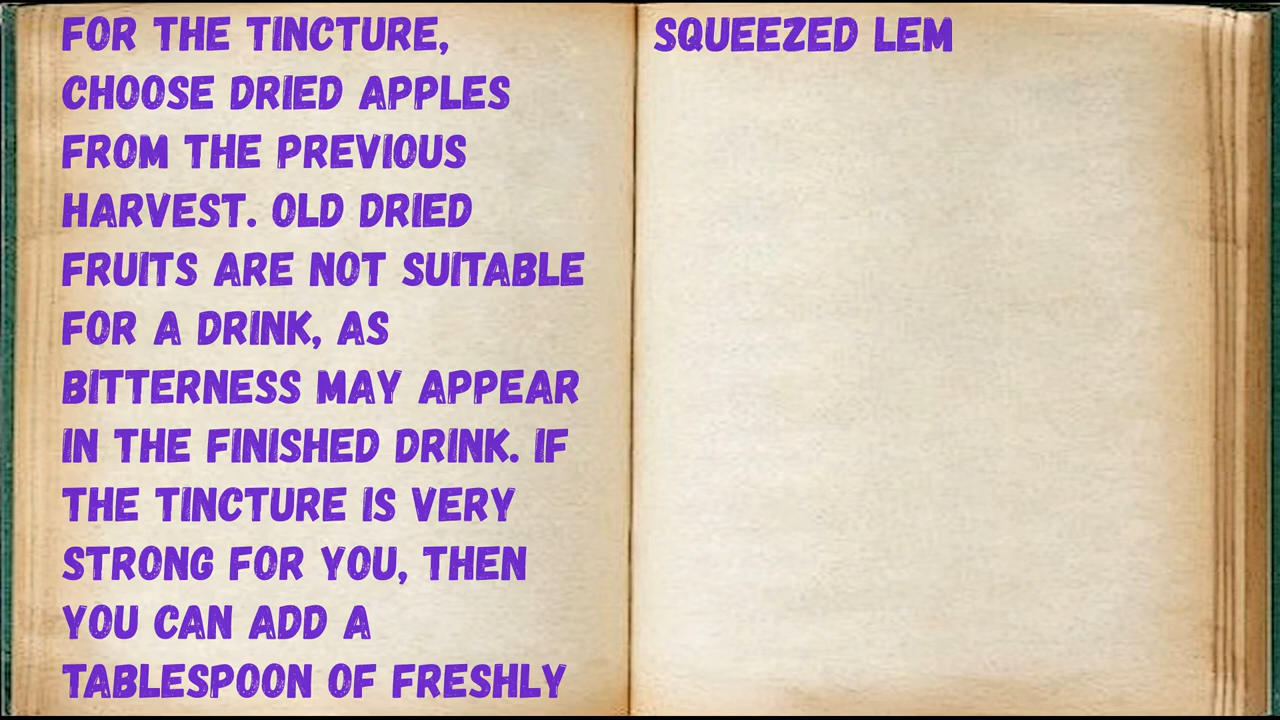 FOR THE TINCTURE,
CHOOSE DRIED APPLES
FROM THE PREVIOUS
HARVEST. OLD DRIED
FRUITS ARE NOT SUITABLE
FOR A DRINK, AS
BITTERNESS MAY APPEAR
IN THE FINISHED DRINK. IF
THE TINCTURE IS VERY
STRONG FOR YOU, THEN
YOU CAN ADD A
TABLESPOON OF FRESHLY
SQUEEZED LEM